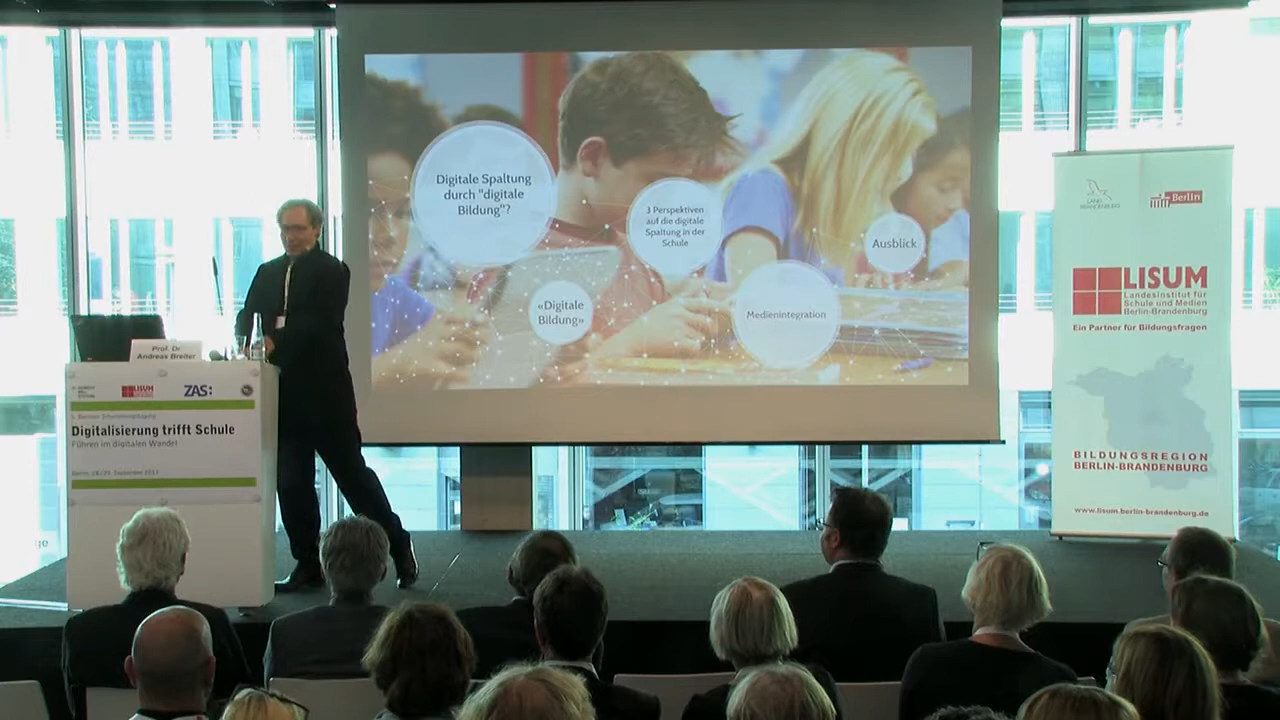 Digitale Spaltung
durch "digitale
Bildung"?
3 Perspektiven
auf die digitale
Spaltung in der
Schule
Ausblick
«Digitale
Bildung»
Medienintegration
LAND
BRANDENBURG
Berlin
LISUM
Landesinstitut für
Schule und Medien
Berlin-Brandenburg
Ein Partner für Bildungsfragen
BILDUNGSREGION
BERLIN-BRANDENBURG
www.lisum.berlin-brandenburg.de
Prof. Dr.
Andreas Breiter
LISUM
ZAS:
Digitalisierung trifft Schule
Führen im digitalen Wandel